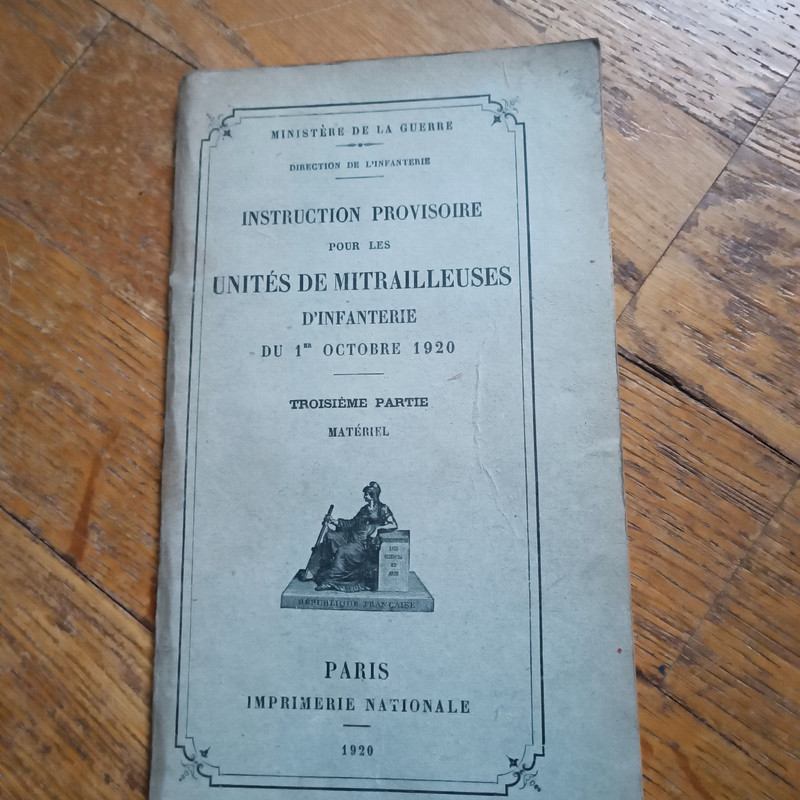 MINISTÈRE DE LA GUERRE
DIRECTION DE L'INFANTERIE
INSTRUCTION PROVISOIRE
POUR LES
UNITÉS DE MITRAILLEUSES
D'INFANTERIE
DU 1ER OCTOBRE 1920
TROISIÈME PARTIE
MATÉRIEL
RÉPUBLIQUE FRANÇAISE
PARIS
IMPRIMERIE NATIONALE
1920